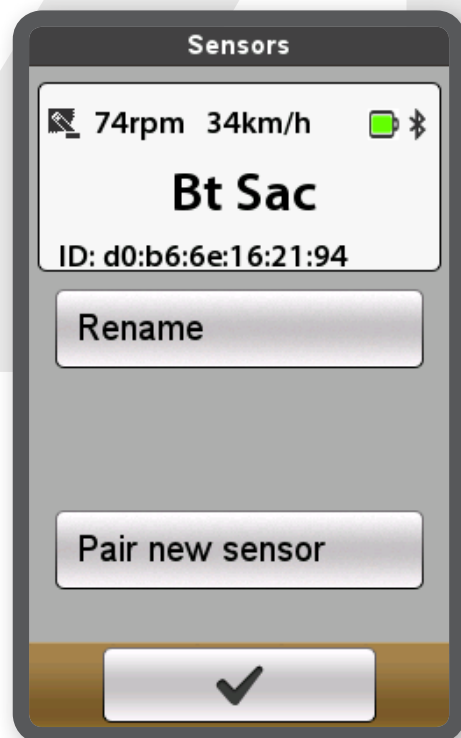 Sensors
74rpm 34km/h
Bt Sac
ID: d0:b6:6e:16:21:94
Rename
Pair new sensor